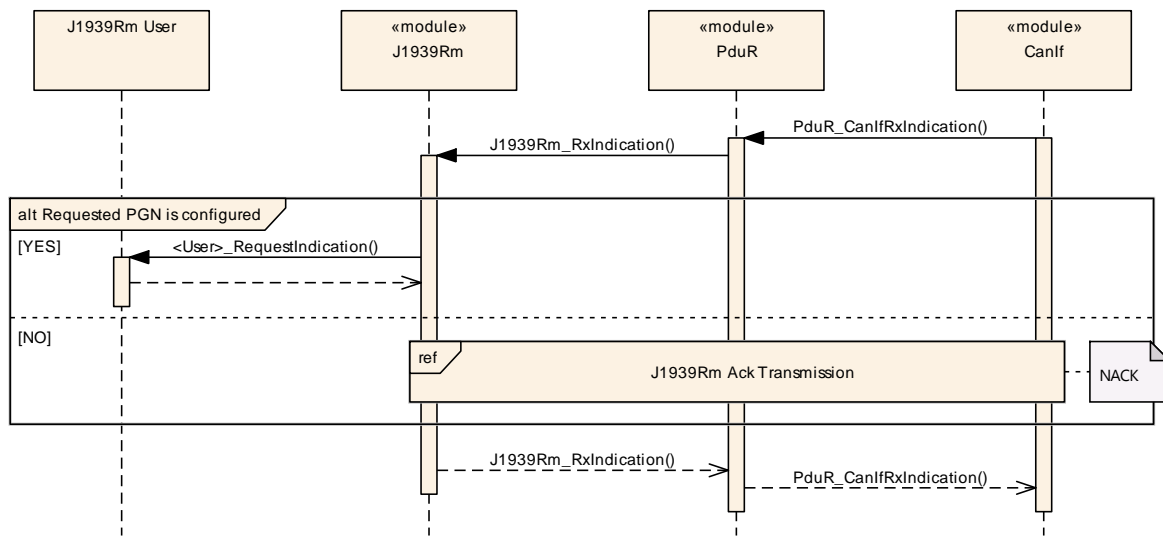 J1939Rm User
«module»
J1939Rm
«module»
PduR
«module»
CanIf
PduR_CanIfRxIndication()
J1939Rm_RxIndication()
alt Requested PGN is configured
[YES]
<User>_RequestIndication()
[NO]
ref
J1939Rm Ack Transmission
NACK
J1939Rm_RxIndication()
PduR_CanIfRxIndication()